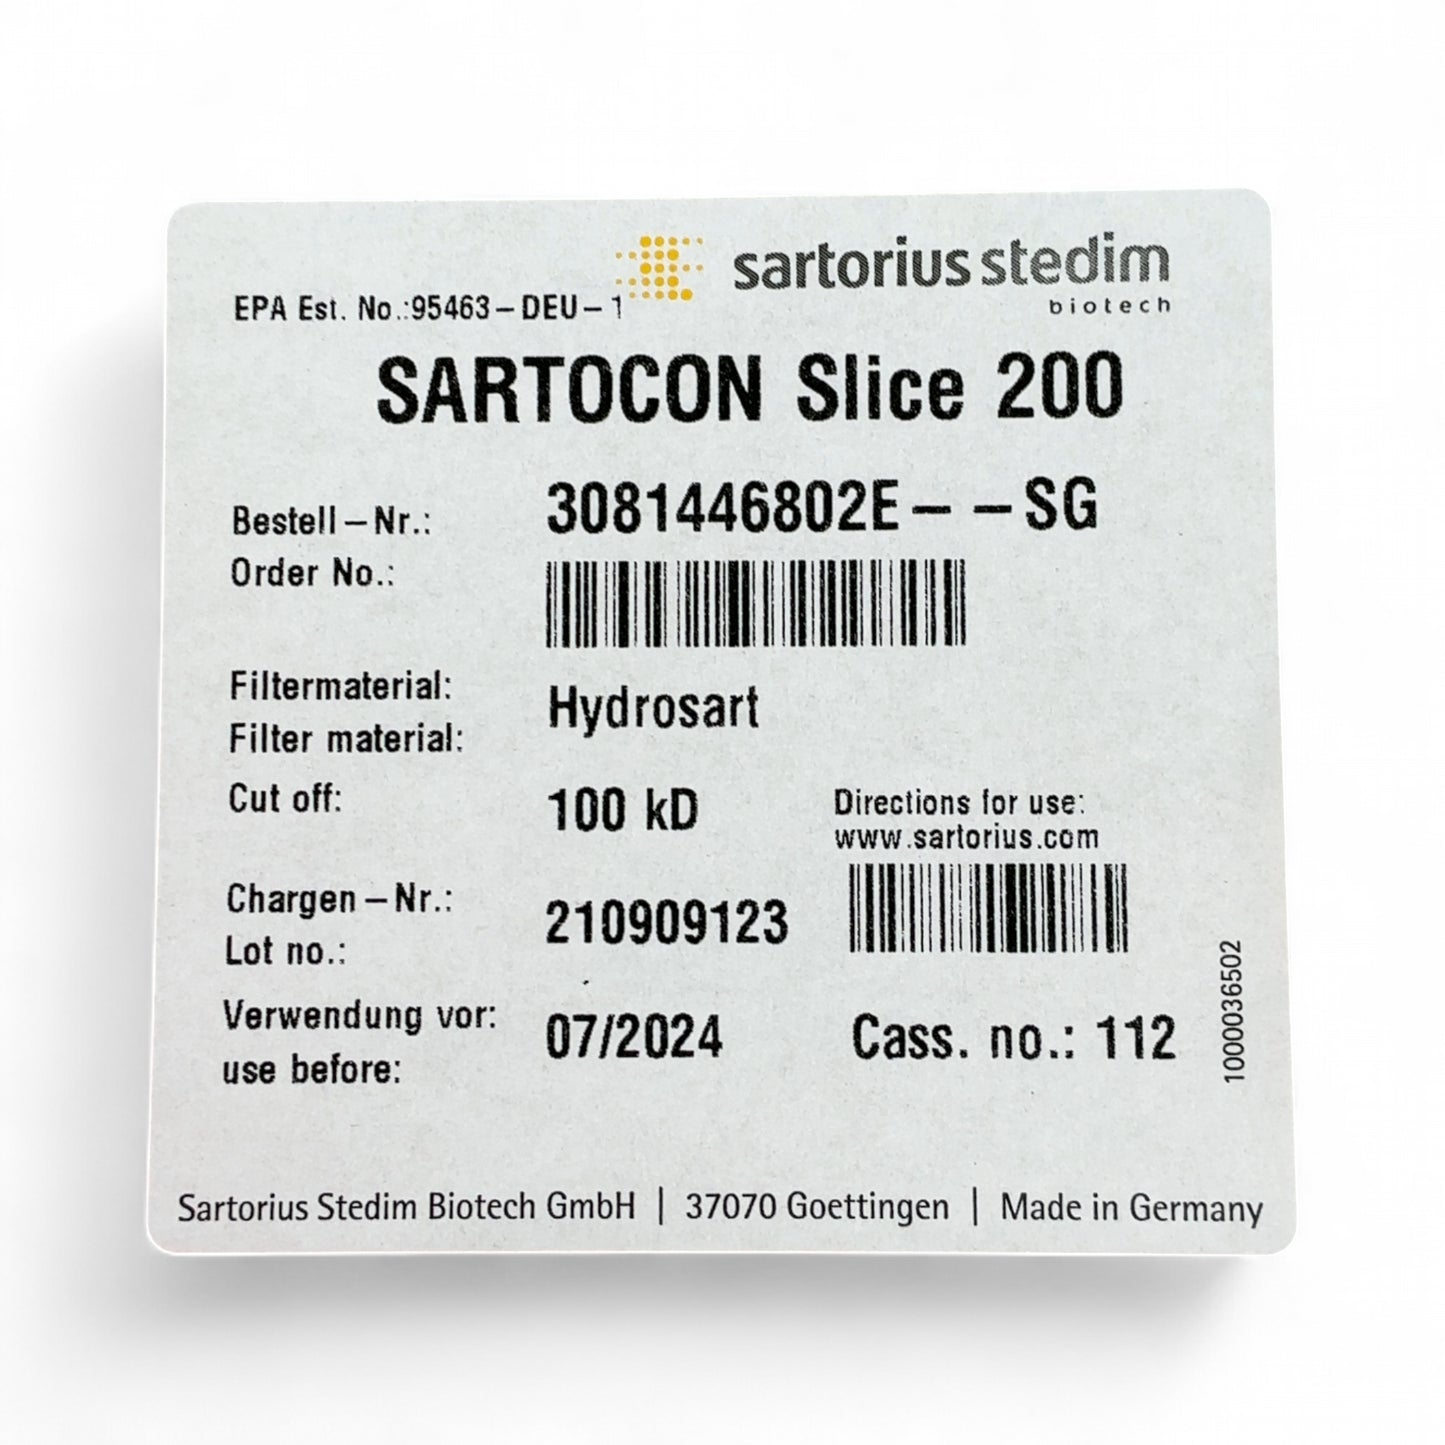 sartorius stedim
biotech
EPA Est. No.:95463-DEU-1
SARTOCON Slice 200
Bestell-Nr.: 3081446802E- -SG
Order No.:
Filtermaterial: Hydrosart
Filter material:
Cut off: 100 kD
Directions for use:
www.sartorius.com
Chargen-Nr.: 210909123
Lot no.:
Verwendung vor: 07/2024
use before:
Cass. no.: 112
1000036502
Sartorius Stedim Biotech GmbH | 37070 Goettingen | Made in Germany